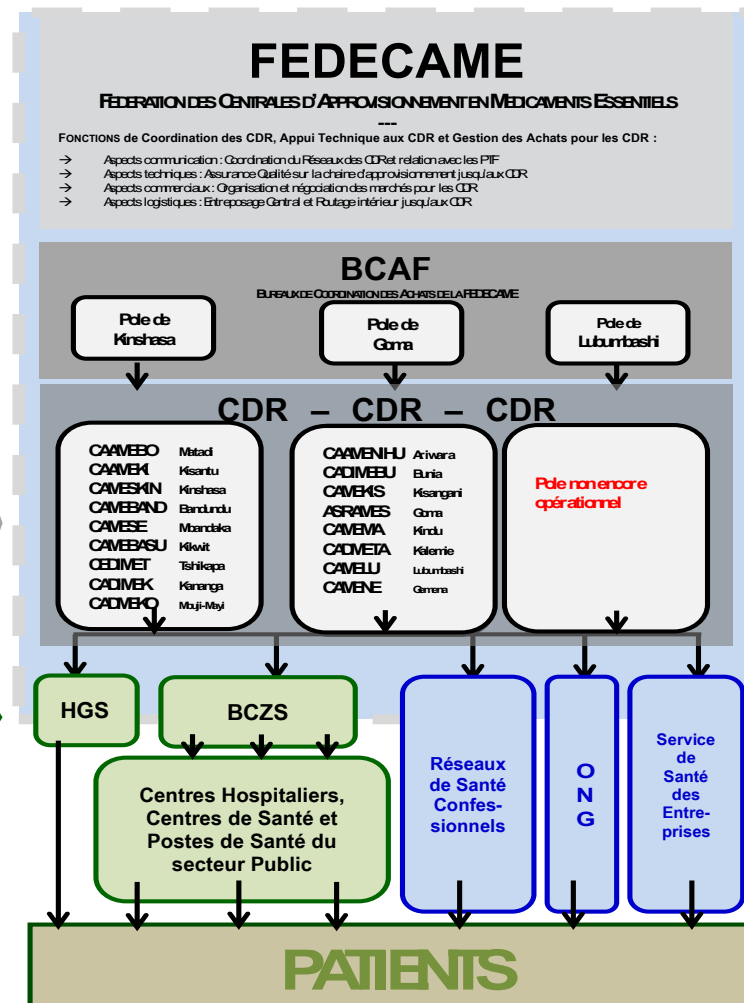 FEDECAME
FEDERATION DES CENTRALES D'APPROVISIONNEMENT EN MEDICAMENTS ESSENTIELS
---
FONCTIONS de Coordination des CDR, Appui Technique aux CDR et Gestion des Achats pour les CDR :
→ Aspects communication : Coordination du Réseaux des CDR et relation avec les PTF
→ Aspects techniques : Assurance Qualité sur la chaine d'approvisionnement jusqu'aux CDR
→ Aspects commerciaux : Organisation et négociation des marchés pour les CDR
→ Aspects logistiques : Entreposage Central et Routage intérieur jusqu'aux CDR
BCAF
BUREAUX DE COORDINATION DES ACHATS DE LA FEDECAME
Pole de
Kinshasa
Pole de
Goma
Pole de
Lubumbashi
CDR – CDR – CDR
CAAMEBO Matadi
CAAMEKI Kisantu
CAMESKIN Kinshasa
CAMEBAND Bandundu
CAMESE Mbandaka
CAMEBASU Kikwit
CEDIMET Tshikapa
CADIMEK Kananga
CADMEKO Mbuji-Mayi
CAAMENIHU Ariwara
CADIMEBU Bunia
CAMEKIS Kisangani
ASRAMES Goma
CAMEMA Kindu
CADMETA Kalemie
CAMELU Lubumbashi
CAMENE Gemena
Pole non encore
opérationnel
HGS
BCZS
Centres Hospitaliers,
Centres de Santé et
Postes de Santé du
secteur Public
Réseaux
de Santé
Confes-
sionnels
O
N
G
Service
de
Santé
des
Entre-
prises
PATIENTS